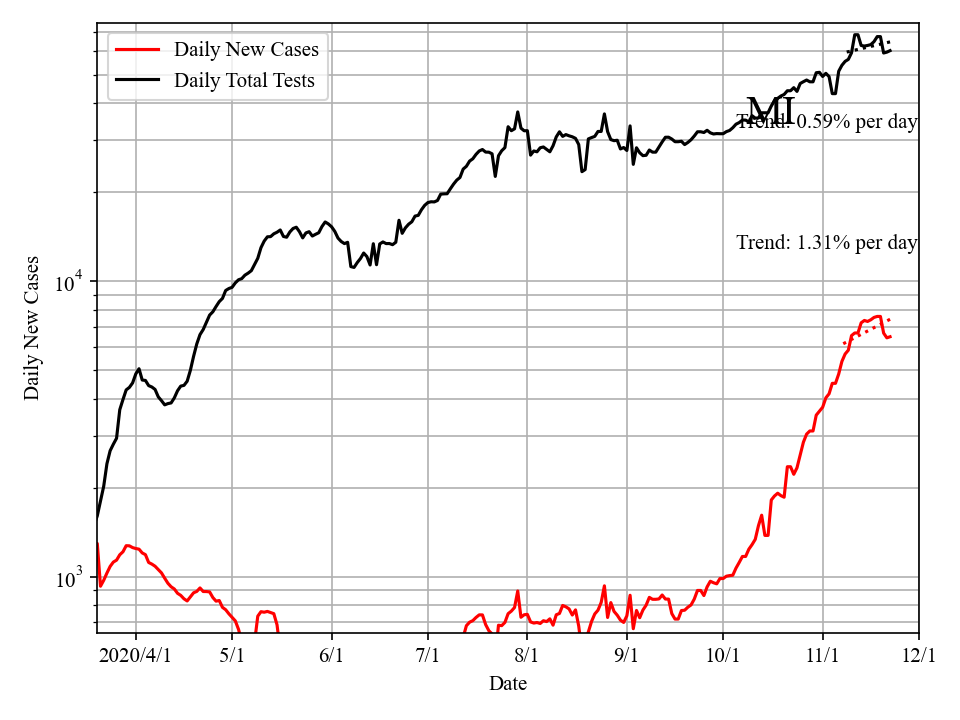 Daily New Cases
Daily Total Tests
MI
Trend: 0.59% per day
Trend: 1.31% per day
Daily New Cases
10^4
10^3
2020/4/1 5/1 6/1 7/1 8/1 9/1 10/1 11/1 12/1
Date